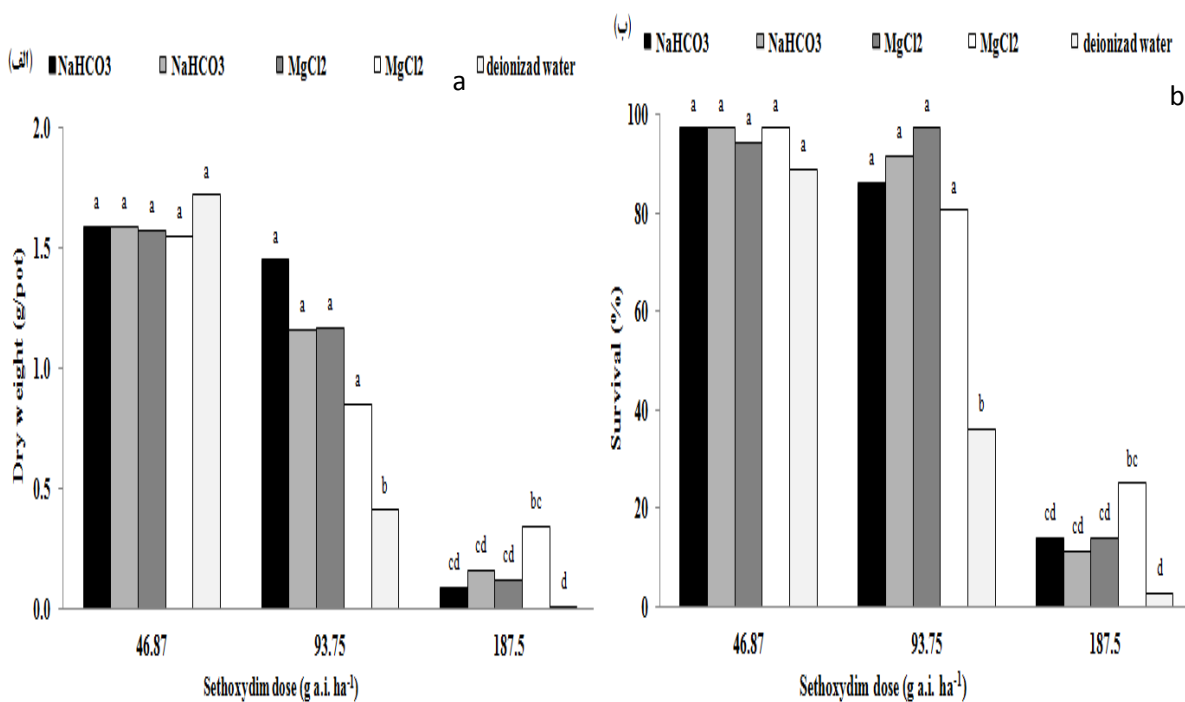 (الف) NaHCO3 NaHCO3 MgCl2 MgCl2 deionizad water
a
2.0
1.5
1.0
0.5
0.0
Dry weight (g/pot)
a a a a a
a a a a b
cd cd cd bc d
46.87 93.75 187.5
Sethoxydim dose (g a.i. ha-1)
(ب) NaHCO3 NaHCO3 MgCl2 MgCl2 deionizad water
b
100
80
60
40
20
0
Survival (%)
a a a a a
a a a a b
cd cd cd bc d
46.87 93.75 187.5
Sethoxydim dose (g a.i. ha-1)